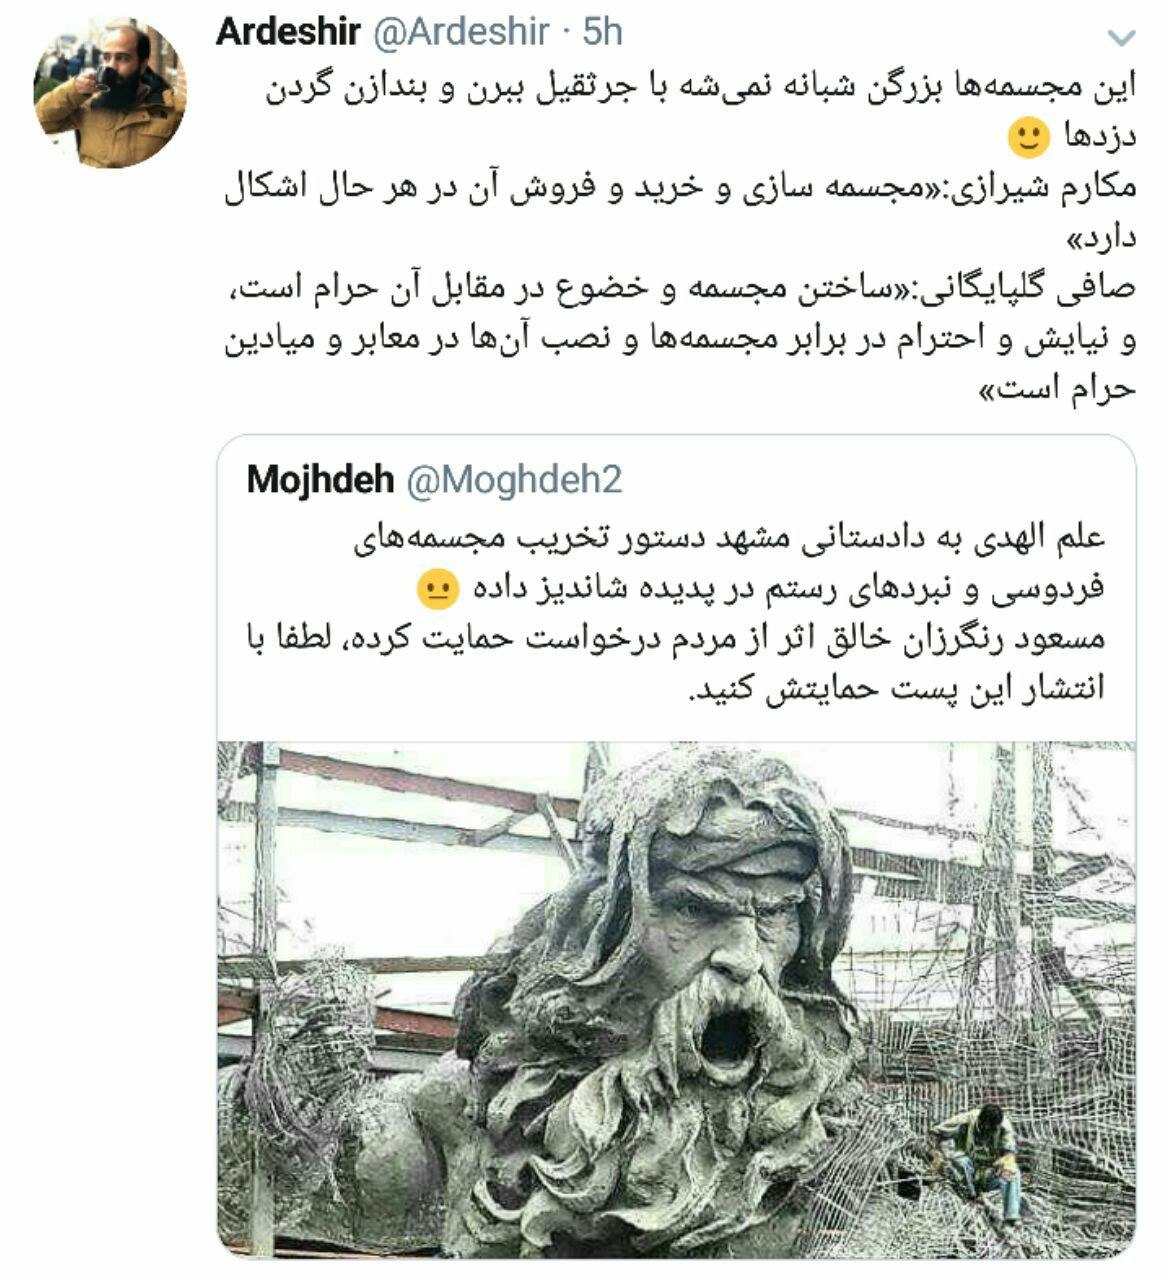 Ardeshir @Ardeshir · 5h
این مجسمه‌ها بزرگن شبانه نمی‌شه با جرثقیل ببرن و بندازن گردن
دزدها 🙂
مکارم شیرازی:«مجسمه سازی و خرید و فروش آن در هر حال اشکال
دارد»
صافی گلپایگانی:«ساختن مجسمه و خضوع در مقابل آن حرام است،
و نیایش و احترام در برابر مجسمه‌ها و نصب آن‌ها در معابر و میادین
حرام است»
Mojhdeh @Moghdeh2
علم الهدی به دادستانی مشهد دستور تخریب مجسمه‌های
فردوسی و نبردهای رستم در پدیده شاندیز داده 😐
مسعود رنگرزان خالق اثر از مردم درخواست حمایت کرده، لطفا با
انتشار این پست حمایتش کنید.